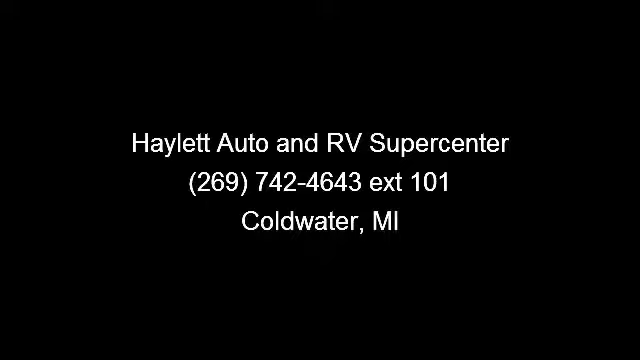 Haylett Auto and RV Supercenter
(269) 742-4643 ext 101
Coldwater, MI